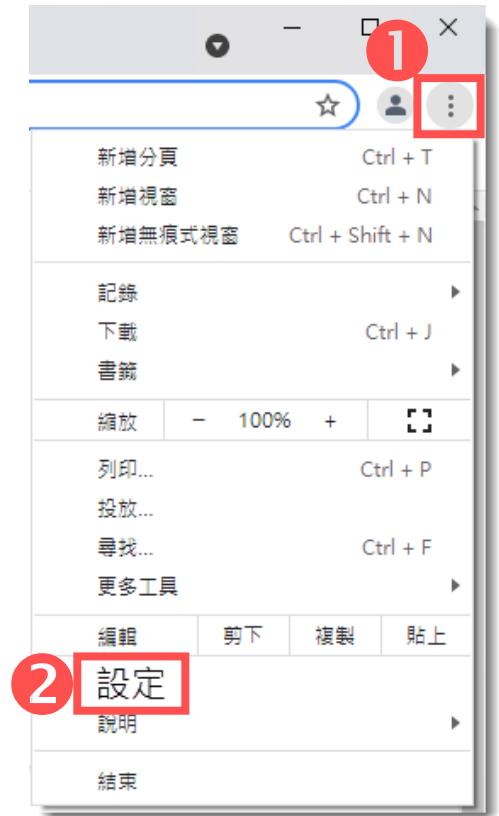 1
新增分頁 Ctrl + T
新增視窗 Ctrl + N
新增無痕式視窗 Ctrl + Shift + N
記錄
下載 Ctrl + J
書籤
縮放 − 100% +
列印... Ctrl + P
投放...
尋找... Ctrl + F
更多工具
編輯 剪下 複製 貼上
2 設定
說明
結束